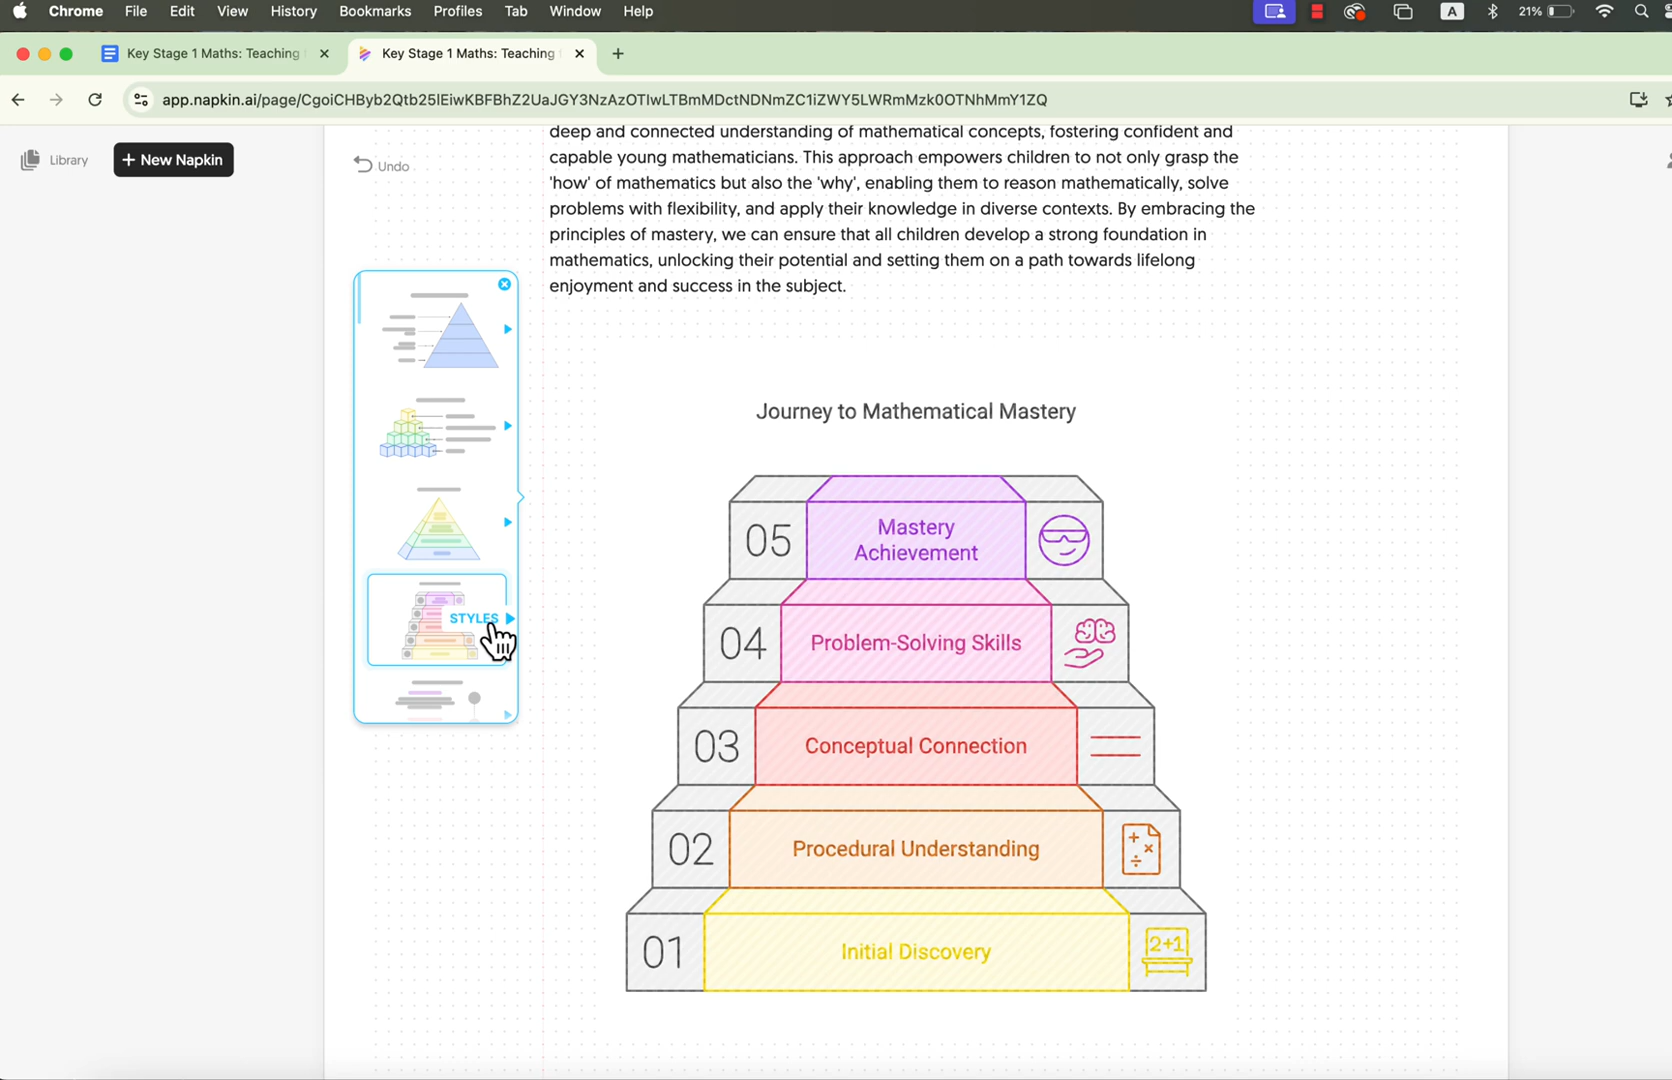 Chrome File Edit View History Bookmarks Profiles Tab Window Help
A 21%
Key Stage 1 Maths: Teaching
Key Stage 1 Maths: Teaching
app.napkin.ai/page/CgoiCHByb2Qtb25lEiwKBFBhZ2UaJGY3NzAzOTIwLTBmMDctNDNmZC1iZWY5LWRmMzk0OTNhMmY1ZQ
Library
+ New Napkin
Undo
deep and connected understanding of mathematical concepts, fostering confident and
capable young mathematicians. This approach empowers children to not only grasp the
'how' of mathematics but also the 'why', enabling them to reason mathematically, solve
problems with flexibility, and apply their knowledge in diverse contexts. By embracing the
principles of mastery, we can ensure that all children develop a strong foundation in
mathematics, unlocking their potential and setting them on a path towards lifelong
enjoyment and success in the subject.
STYLES
Journey to Mathematical Mastery
05
Mastery
Achievement
04
Problem-Solving Skills
03
Conceptual Connection
02
Procedural Understanding
01
Initial Discovery
2+1